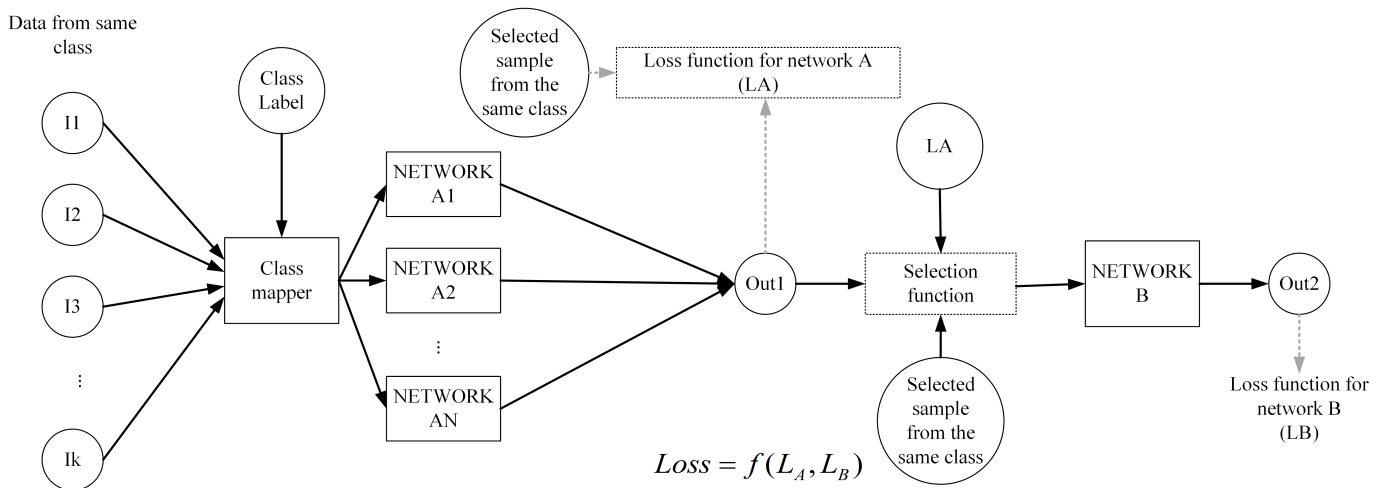 Data from same
class
I1
I2
I3
⋮
Ik
Class
Label
Class
mapper
NETWORK
A1
NETWORK
A2
⋮
NETWORK
AN
Selected
sample
from the
same class
Loss function for network A
(LA)
Out1
LA
Selection
function
Selected
sample
from the
same class
NETWORK
B
Out2
Loss function for
network B
(LB)
Loss = f(L_A, L_B)